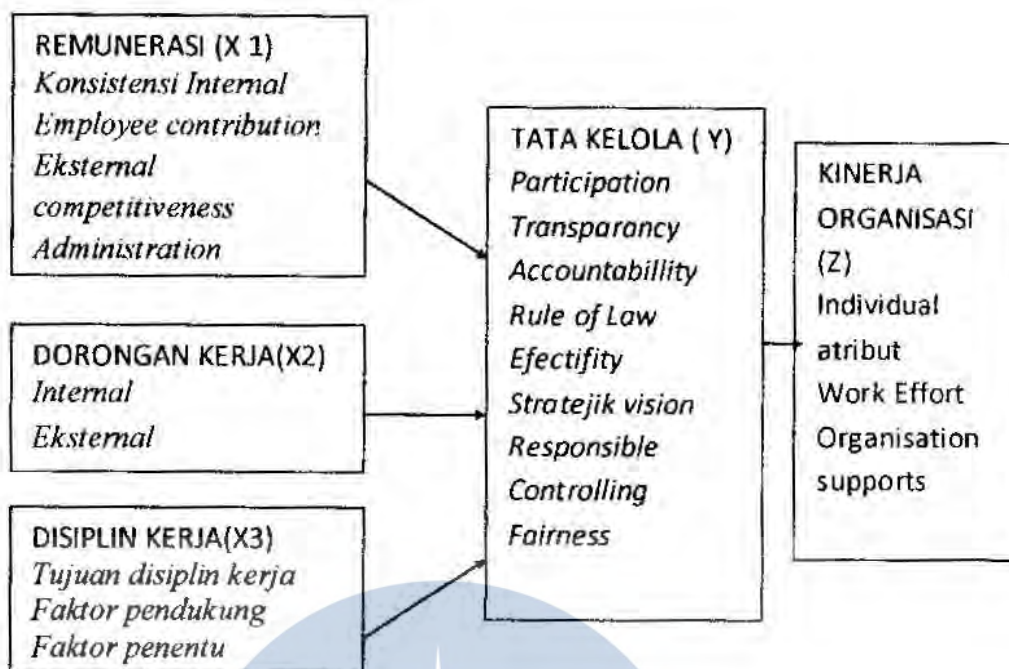 REMUNERASI (X 1)
Konsistensi Internal
Employee contribution
Eksternal
competitiveness
Administration
DORONGAN KERJA(X2)
Internal
Eksternal
DISIPLIN KERJA(X3)
Tujuan disiplin kerja
Faktor pendukung
Faktor penentu
TATA KELOLA ( Y)
Participation
Transparancy
Accountabillity
Rule of Law
Efectifity
Stratejik vision
Responsible
Controlling
Fairness
KINERJA
ORGANISASI
(Z)
Individual
atribut
Work Effort
Organisation
supports